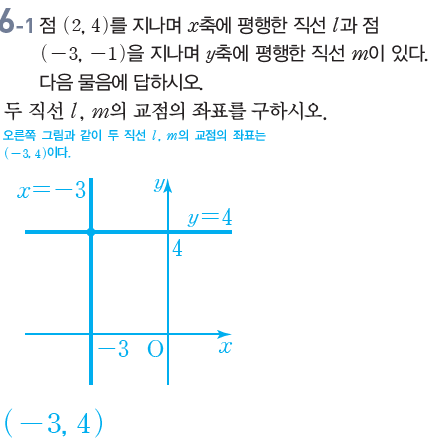 6-1 점 (2, 4)를 지나며 x축에 평행한 직선 l과 점
(-3, -1)을 지나며 y축에 평행한 직선 m이 있다.
다음 물음에 답하시오.
두 직선 l, m의 교점의 좌표를 구하시오.
오른쪽 그림과 같이 두 직선 l, m의 교점의 좌표는
(-3, 4)이다.
x=-3
y
y=4
4
-3
O
x
(-3, 4)